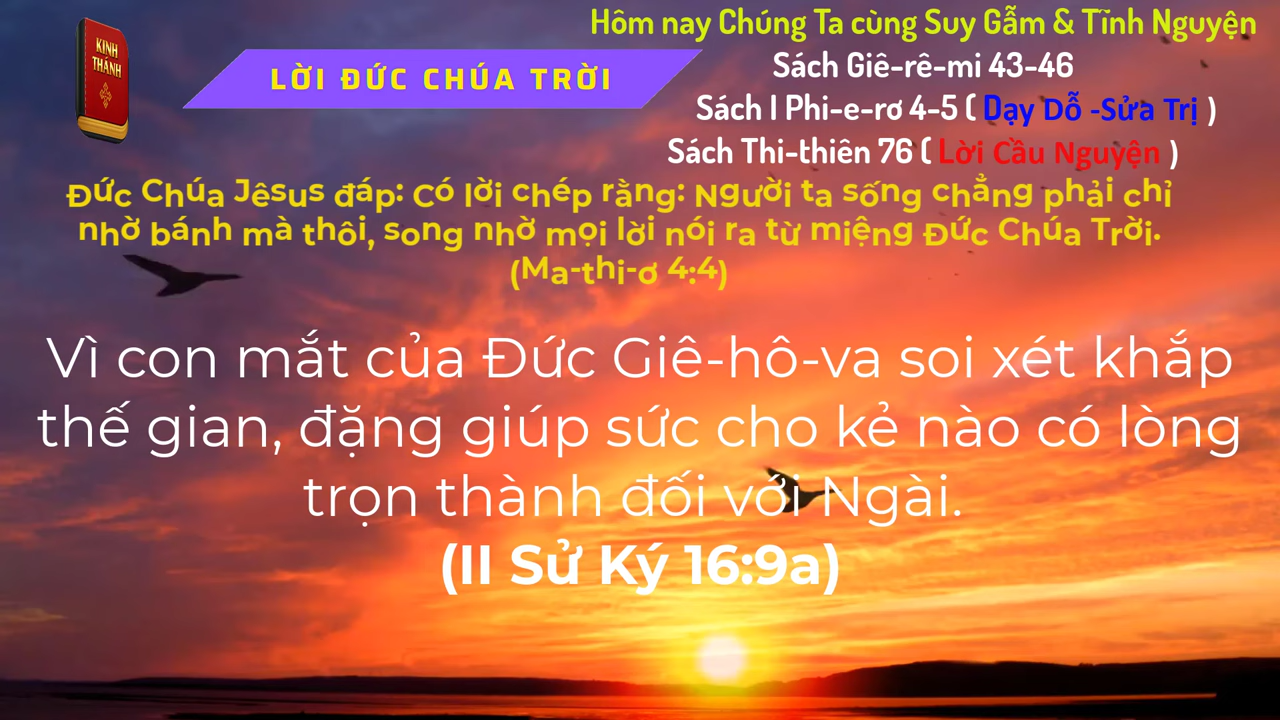 KINH
THÁNH
LỜI ĐỨC CHÚA TRỜI
Hôm nay Chúng Ta cùng Suy Gẫm & Tĩnh Nguyện
Sách Giê-rê-mi 43-46
Sách I Phi-e-rơ 4-5 ( Dạy Dỗ -Sửa Trị )
Sách Thi-thiên 76 ( Lời Cầu Nguyện )
Đức Chúa Jêsus đáp: Có lời chép rằng: Người ta sống chẳng phải chỉ
nhờ bánh mà thôi, song nhờ mọi lời nói ra từ miệng Đức Chúa Trời.
(Ma-thi-ơ 4:4)
Vì con mắt của Đức Giê-hô-va soi xét khắp
thế gian, đặng giúp sức cho kẻ nào có lòng
trọn thành đối với Ngài.
(II Sử Ký 16:9a)